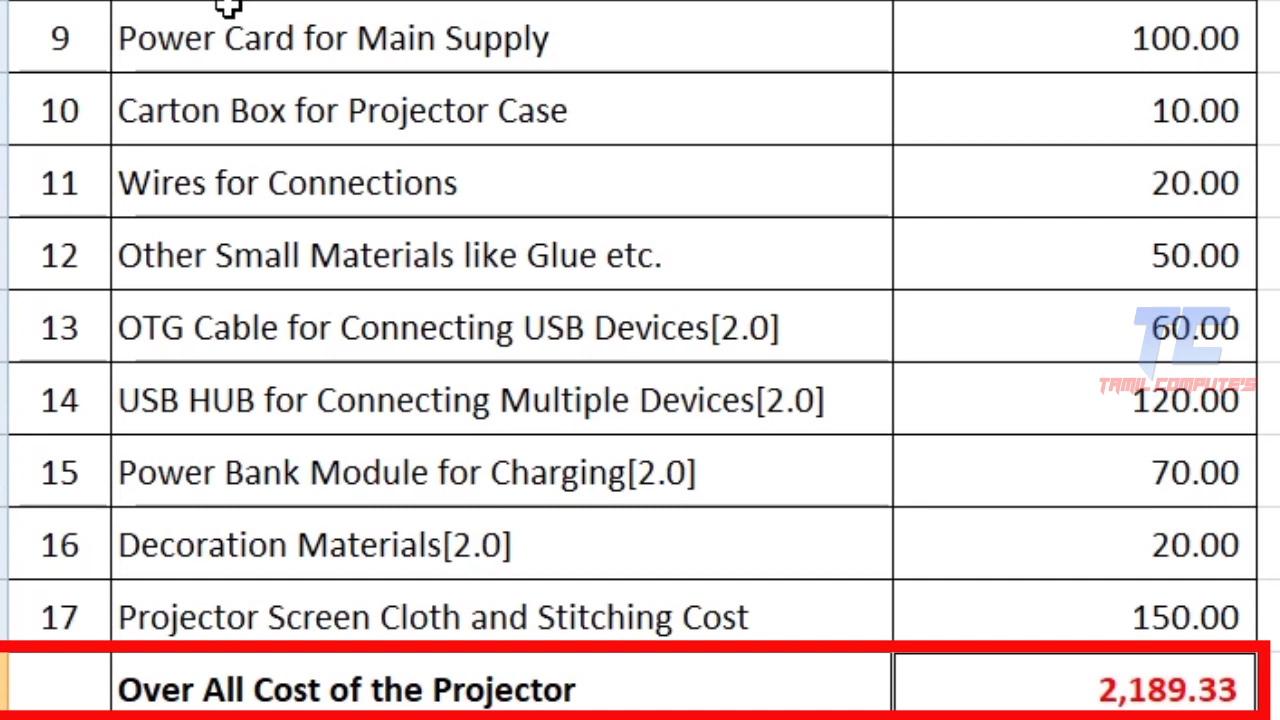 9 Power Card for Main Supply 100.00
10 Carton Box for Projector Case 10.00
11 Wires for Connections 20.00
12 Other Small Materials like Glue etc. 50.00
13 OTG Cable for Connecting USB Devices[2.0] 60.00
TE
TAMIL COMPUTE'S
14 USB HUB for Connecting Multiple Devices[2.0] 120.00
15 Power Bank Module for Charging[2.0] 70.00
16 Decoration Materials[2.0] 20.00
17 Projector Screen Cloth and Stitching Cost 150.00
Over All Cost of the Projector 2,189.33